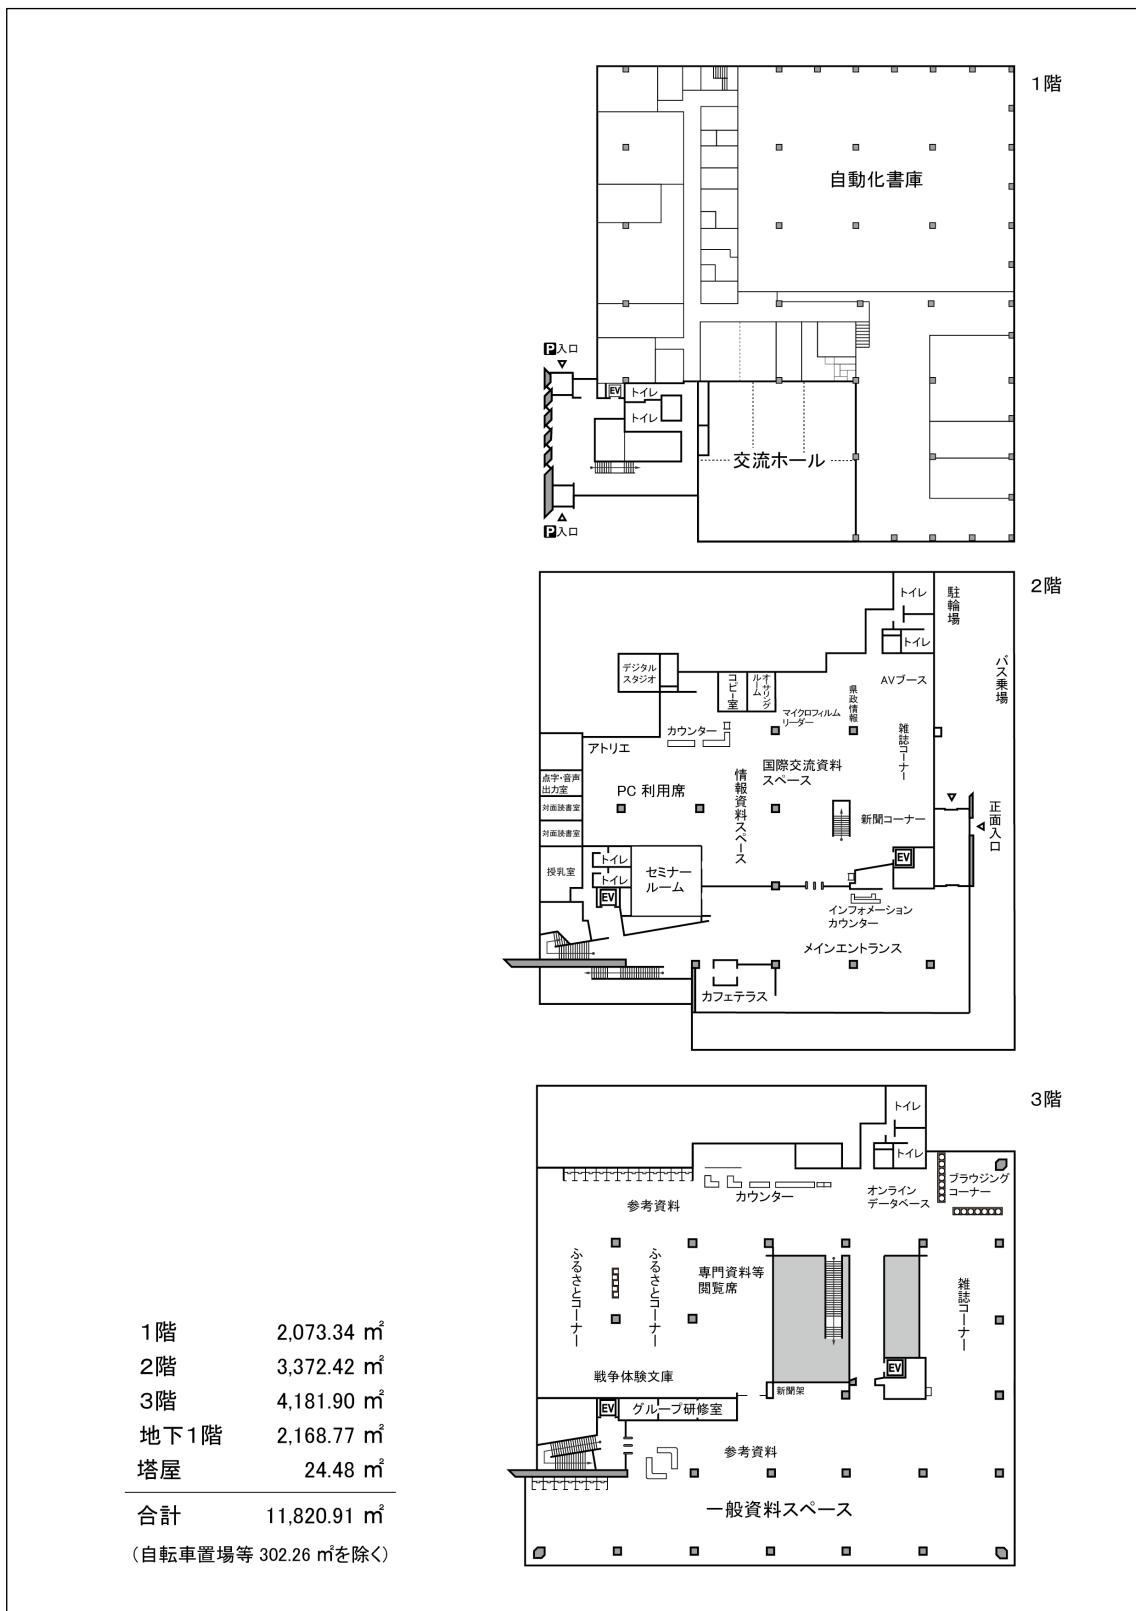 1階
自動化書庫
P入口
EV
トイレ
トイレ
交流ホール
P入口
2階
トイレ
駐輪場
トイレ
バス乗場
デジタル
スタジオ
コピー室
オーサリング
ルーム
AVブース
県政情報
マイクロフィルム
リーダー
カウンター
雑誌コーナー
アトリエ
国際交流資料
スペース
情報資料スペース
点字・音声
出力室
PC 利用席
対面読書室
新聞コーナー
正面入口
対面読書室
EV
トイレ
セミナー
ルーム
授乳室
トイレ
EV
インフォメーション
カウンター
メインエントランス
カフェテラス
3階
トイレ
トイレ
ブラウジング
コーナー
オンライン
データベース
カウンター
参考資料
ふるさとコーナー
ふるさとコーナー
専門資料等
閲覧席
雑誌コーナー
EV
戦争体験文庫
新聞架
EV
グループ研修室
参考資料
一般資料スペース
1階 2,073.34 ㎡
2階 3,372.42 ㎡
3階 4,181.90 ㎡
地下1階 2,168.77 ㎡
塔屋 24.48 ㎡
合計 11,820.91 ㎡
(自転車置場等 302.26 ㎡を除く)